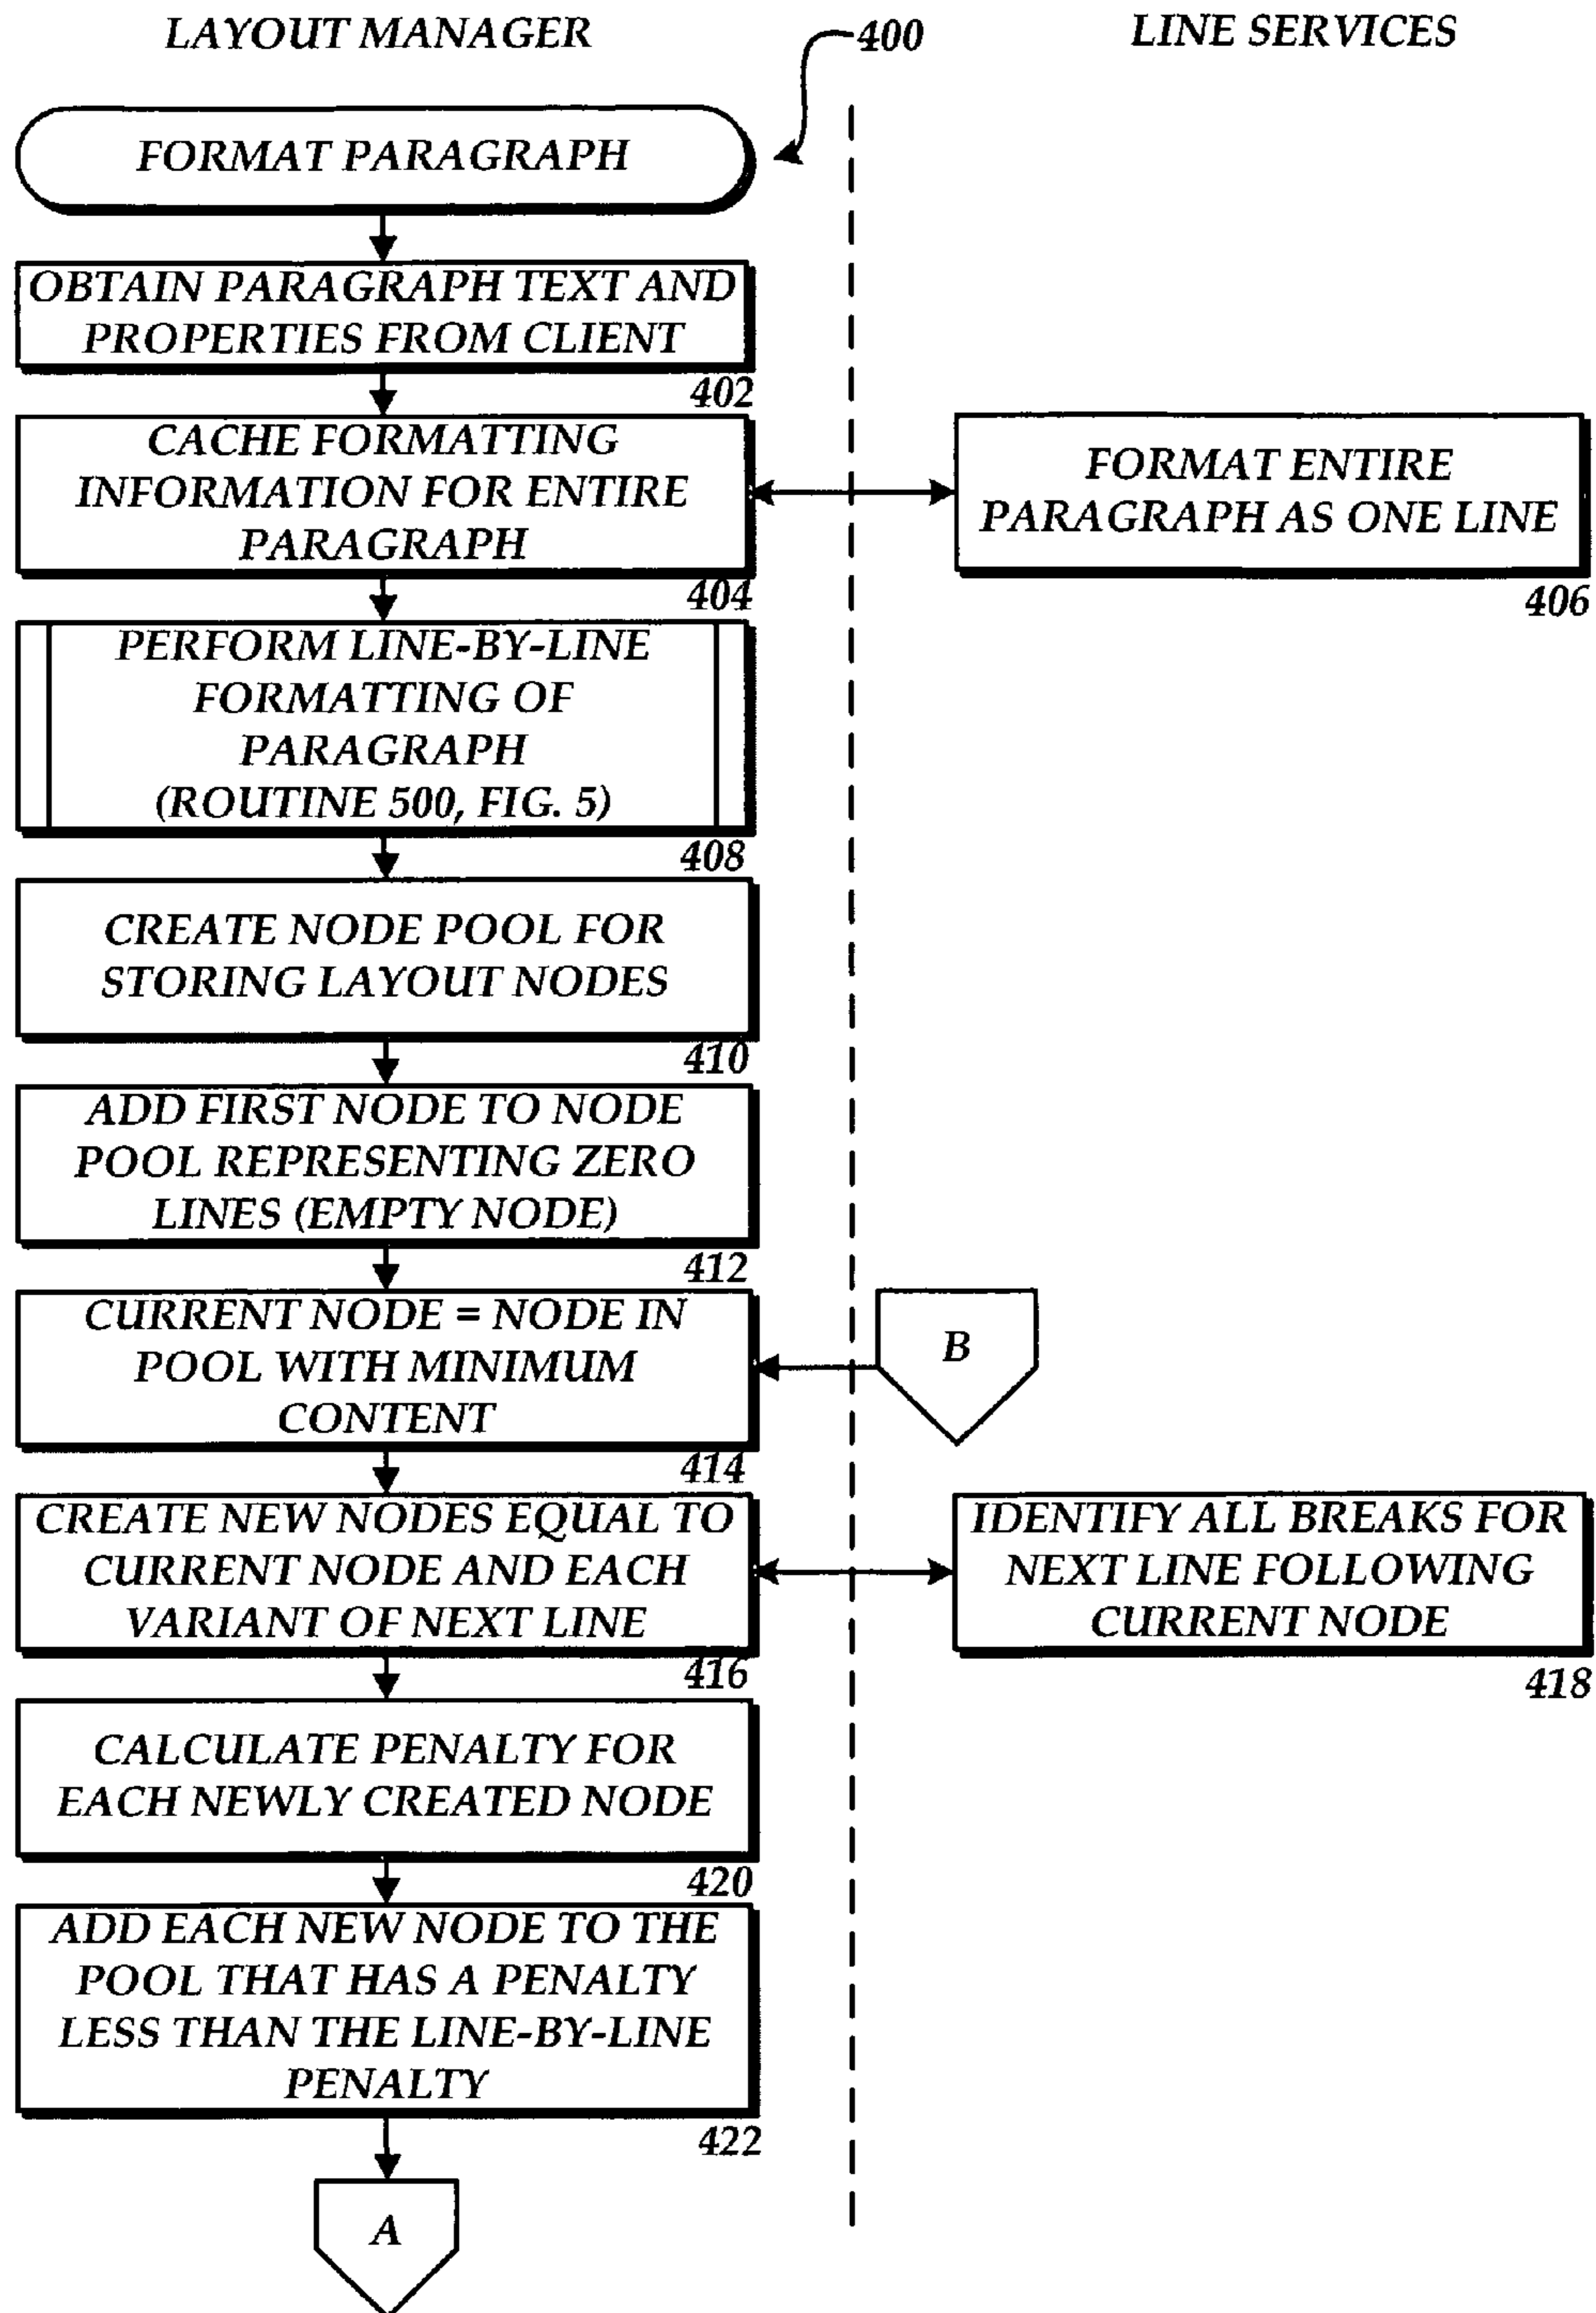 LAYOUT MANAGER
400
LINE SERVICES
FORMAT PARAGRAPH
OBTAIN PARAGRAPH TEXT AND
PROPERTIES FROM CLIENT
402
CACHE FORMATTING
INFORMATION FOR ENTIRE
PARAGRAPH
404
FORMAT ENTIRE
PARAGRAPH AS ONE LINE
406
PERFORM LINE-BY-LINE
FORMATTING OF
PARAGRAPH
(ROUTINE 500, FIG. 5)
408
CREATE NODE POOL FOR
STORING LAYOUT NODES
410
ADD FIRST NODE TO NODE
POOL REPRESENTING ZERO
LINES (EMPTY NODE)
412
CURRENT NODE = NODE IN
POOL WITH MINIMUM
CONTENT
414
B
CREATE NEW NODES EQUAL TO
CURRENT NODE AND EACH
VARIANT OF NEXT LINE
416
IDENTIFY ALL BREAKS FOR
NEXT LINE FOLLOWING
CURRENT NODE
418
CALCULATE PENALTY FOR
EACH NEWLY CREATED NODE
420
ADD EACH NEW NODE TO THE
POOL THAT HAS A PENALTY
LESS THAN THE LINE-BY-LINE
PENALTY
422
A